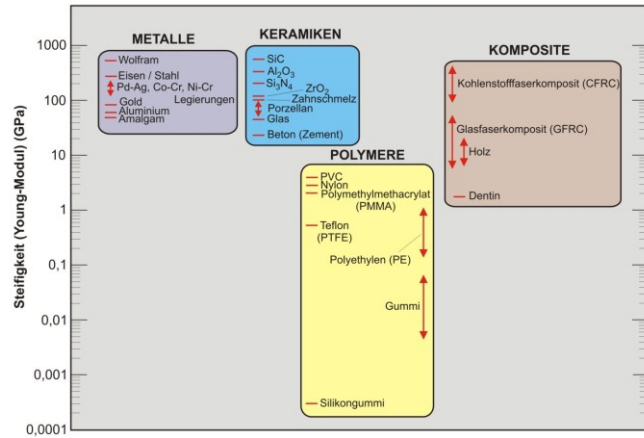 Steifigkeit (Young-Modul) (GPa)
1000
100
10
1
0,1
0,01
0,001
0,0001
METALLE
Wolfram
Eisen / Stahl
Pd-Ag, Co-Cr, Ni-Cr
Legierungen
Gold
Aluminium
Amalgam
KERAMIKEN
SiC
Al₂O₃
Si₃N₄
ZrO₂
Zahnschmelz
Porzellan
Glas
Beton (Zement)
POLYMERE
PVC
Nylon
Polymethylmethacrylat
(PMMA)
Teflon
(PTFE)
Polyethylen (PE)
Gummi
Silikongummi
KOMPOSITE
Kohlenstofffaserkomposit (CFRC)
Glasfaserkomposit (GFRC)
Holz
Dentin